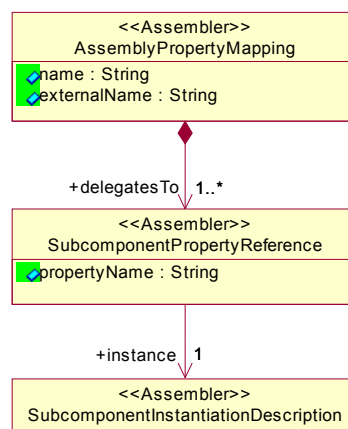 <<Assembler>>
AssemblyPropertyMapping
name : String
externalName : String
+delegatesTo 1..*
<<Assembler>>
SubcomponentPropertyReference
propertyName : String
+instance 1
<<Assembler>>
SubcomponentInstantiationDescription